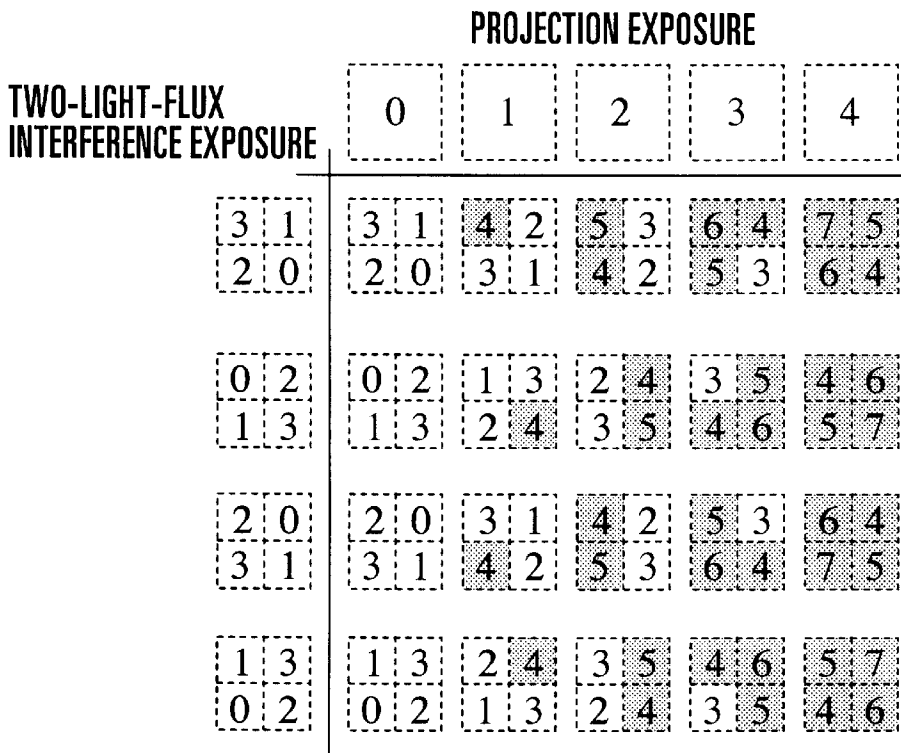 PROJECTION EXPOSURE
TWO-LIGHT-FLUX
INTERFERENCE EXPOSURE
0 1 2 3 4
3 1 3 1 4 2 5 3 6 4 7 5
2 0 2 0 3 1 4 2 5 3 6 4
0 2 0 2 1 3 2 4 3 5 4 6
1 3 1 3 2 4 3 5 4 6 5 7
2 0 2 0 3 1 4 2 5 3 6 4
3 1 3 1 4 2 5 3 6 4 7 5
1 3 1 3 2 4 3 5 4 6 5 7
0 2 0 2 1 3 2 4 3 5 4 6